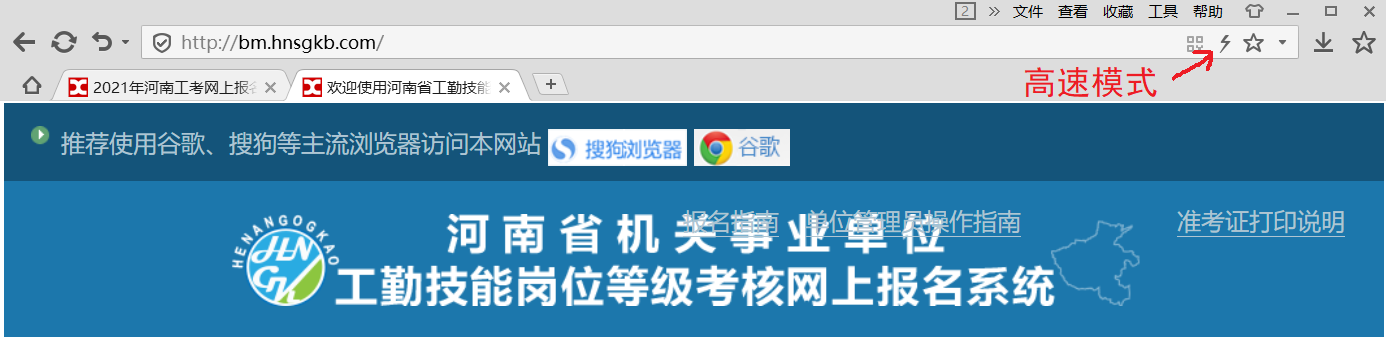 2 » 文件 查看 收藏 工具 帮助
http://bm.hnsgkb.com/
高速模式
2021年河南工考网上报名 欢迎使用河南省工勤技能
推荐使用谷歌、搜狗等主流浏览器访问本网站 搜狗浏览器 谷歌
报名指南 单位管理员操作指南 准考证打印说明
HENANGOGKAO
HNGK
河南省机关事业单位
工勤技能岗位等级考核网上报名系统